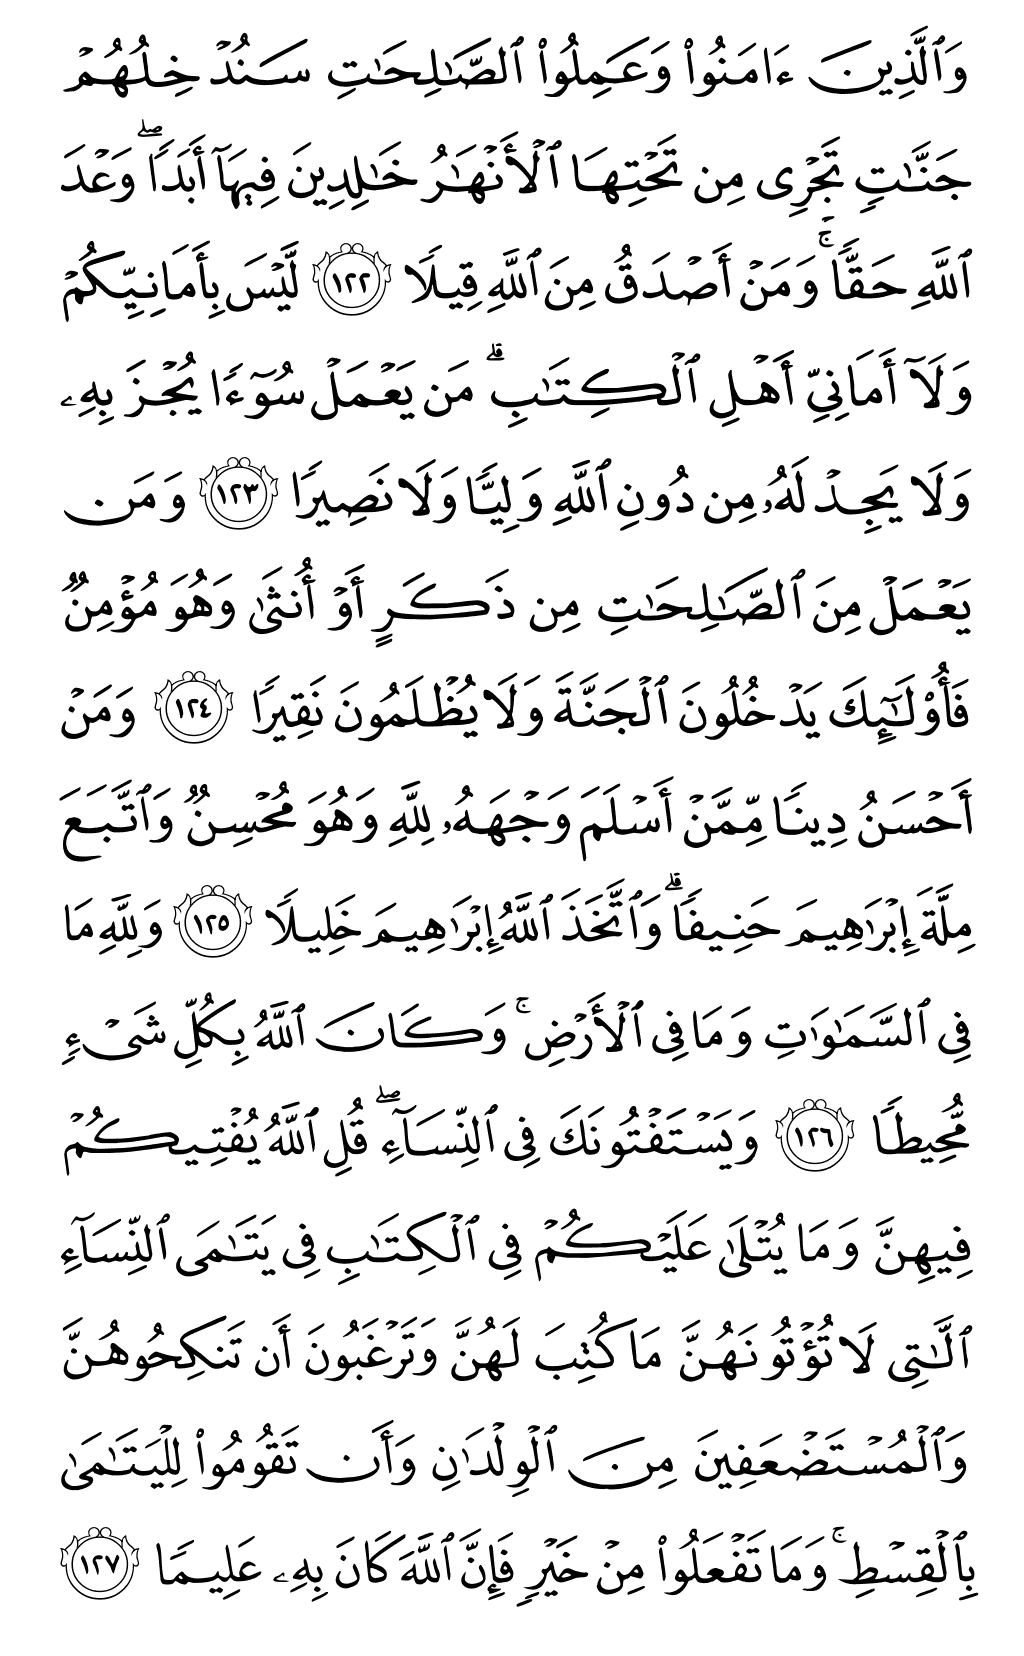 وَٱلَّذِينَ ءَامَنُواْ وَعَمِلُواْ ٱلصَّٰلِحَٰتِ سَنُدۡخِلُهُمۡ
جَنَّٰتٖ تَجۡرِي مِن تَحۡتِهَا ٱلۡأَنۡهَٰرُ خَٰلِدِينَ فِيهَآ أَبَدٗاۖ وَعۡدَ
ٱللَّهِ حَقّٗاۚ وَمَنۡ أَصۡدَقُ مِنَ ٱللَّهِ قِيلٗا ١٢٢ لَّيۡسَ بِأَمَانِيِّكُمۡ
وَلَآ أَمَانِيِّ أَهۡلِ ٱلۡكِتَٰبِۗ مَن يَعۡمَلۡ سُوٓءٗا يُجۡزَ بِهِۦ
وَلَا يَجِدۡ لَهُۥ مِن دُونِ ٱللَّهِ وَلِيّٗا وَلَا نَصِيرٗا ١٢٣ وَمَن
يَعۡمَلۡ مِنَ ٱلصَّٰلِحَٰتِ مِن ذَكَرٍ أَوۡ أُنثَىٰ وَهُوَ مُؤۡمِنٞ
فَأُوْلَٰٓئِكَ يَدۡخُلُونَ ٱلۡجَنَّةَ وَلَا يُظۡلَمُونَ نَقِيرٗا ١٢٤ وَمَنۡ
أَحۡسَنُ دِينٗا مِّمَّنۡ أَسۡلَمَ وَجۡهَهُۥ لِلَّهِ وَهُوَ مُحۡسِنٞ وَٱتَّبَعَ
مِلَّةَ إِبۡرَٰهِيمَ حَنِيفٗاۗ وَٱتَّخَذَ ٱللَّهُ إِبۡرَٰهِيمَ خَلِيلٗا ١٢٥ وَلِلَّهِ مَا
فِي ٱلسَّمَٰوَٰتِ وَمَا فِي ٱلۡأَرۡضِۚ وَكَانَ ٱللَّهُ بِكُلِّ شَيۡءٖ
مُّحِيطٗا ١٢٦ وَيَسۡتَفۡتُونَكَ فِي ٱلنِّسَآءِۖ قُلِ ٱللَّهُ يُفۡتِيكُمۡ
فِيهِنَّ وَمَا يُتۡلَىٰ عَلَيۡكُمۡ فِي ٱلۡكِتَٰبِ فِي يَتَٰمَى ٱلنِّسَآءِ
ٱلَّٰتِي لَا تُؤۡتُونَهُنَّ مَا كُتِبَ لَهُنَّ وَتَرۡغَبُونَ أَن تَنكِحُوهُنَّ
وَٱلۡمُسۡتَضۡعَفِينَ مِنَ ٱلۡوِلۡدَٰنِ وَأَن تَقُومُواْ لِلۡيَتَٰمَىٰ
بِٱلۡقِسۡطِۚ وَمَا تَفۡعَلُواْ مِنۡ خَيۡرٖ فَإِنَّ ٱللَّهَ كَانَ بِهِۦ عَلِيمٗا ١٢٧